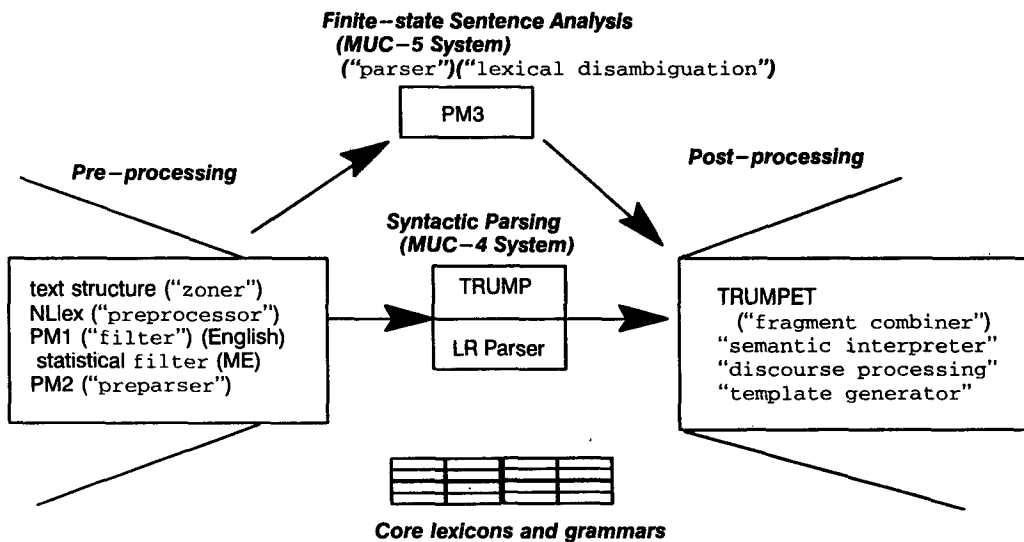 Finite-state Sentence Analysis
(MUC-5 System)
("parser")("lexical disambiguation")
PM3
Pre-processing
Post-processing
Syntactic Parsing
(MUC-4 System)
text structure ("zoner")
NLlex ("preprocessor")
PM1 ("filter") (English)
statistical filter (ME)
PM2 ("preparser")
TRUMP
LR Parser
TRUMPET
("fragment combiner")
"semantic interpreter"
"discourse processing"
"template generator"
Core lexicons and grammars